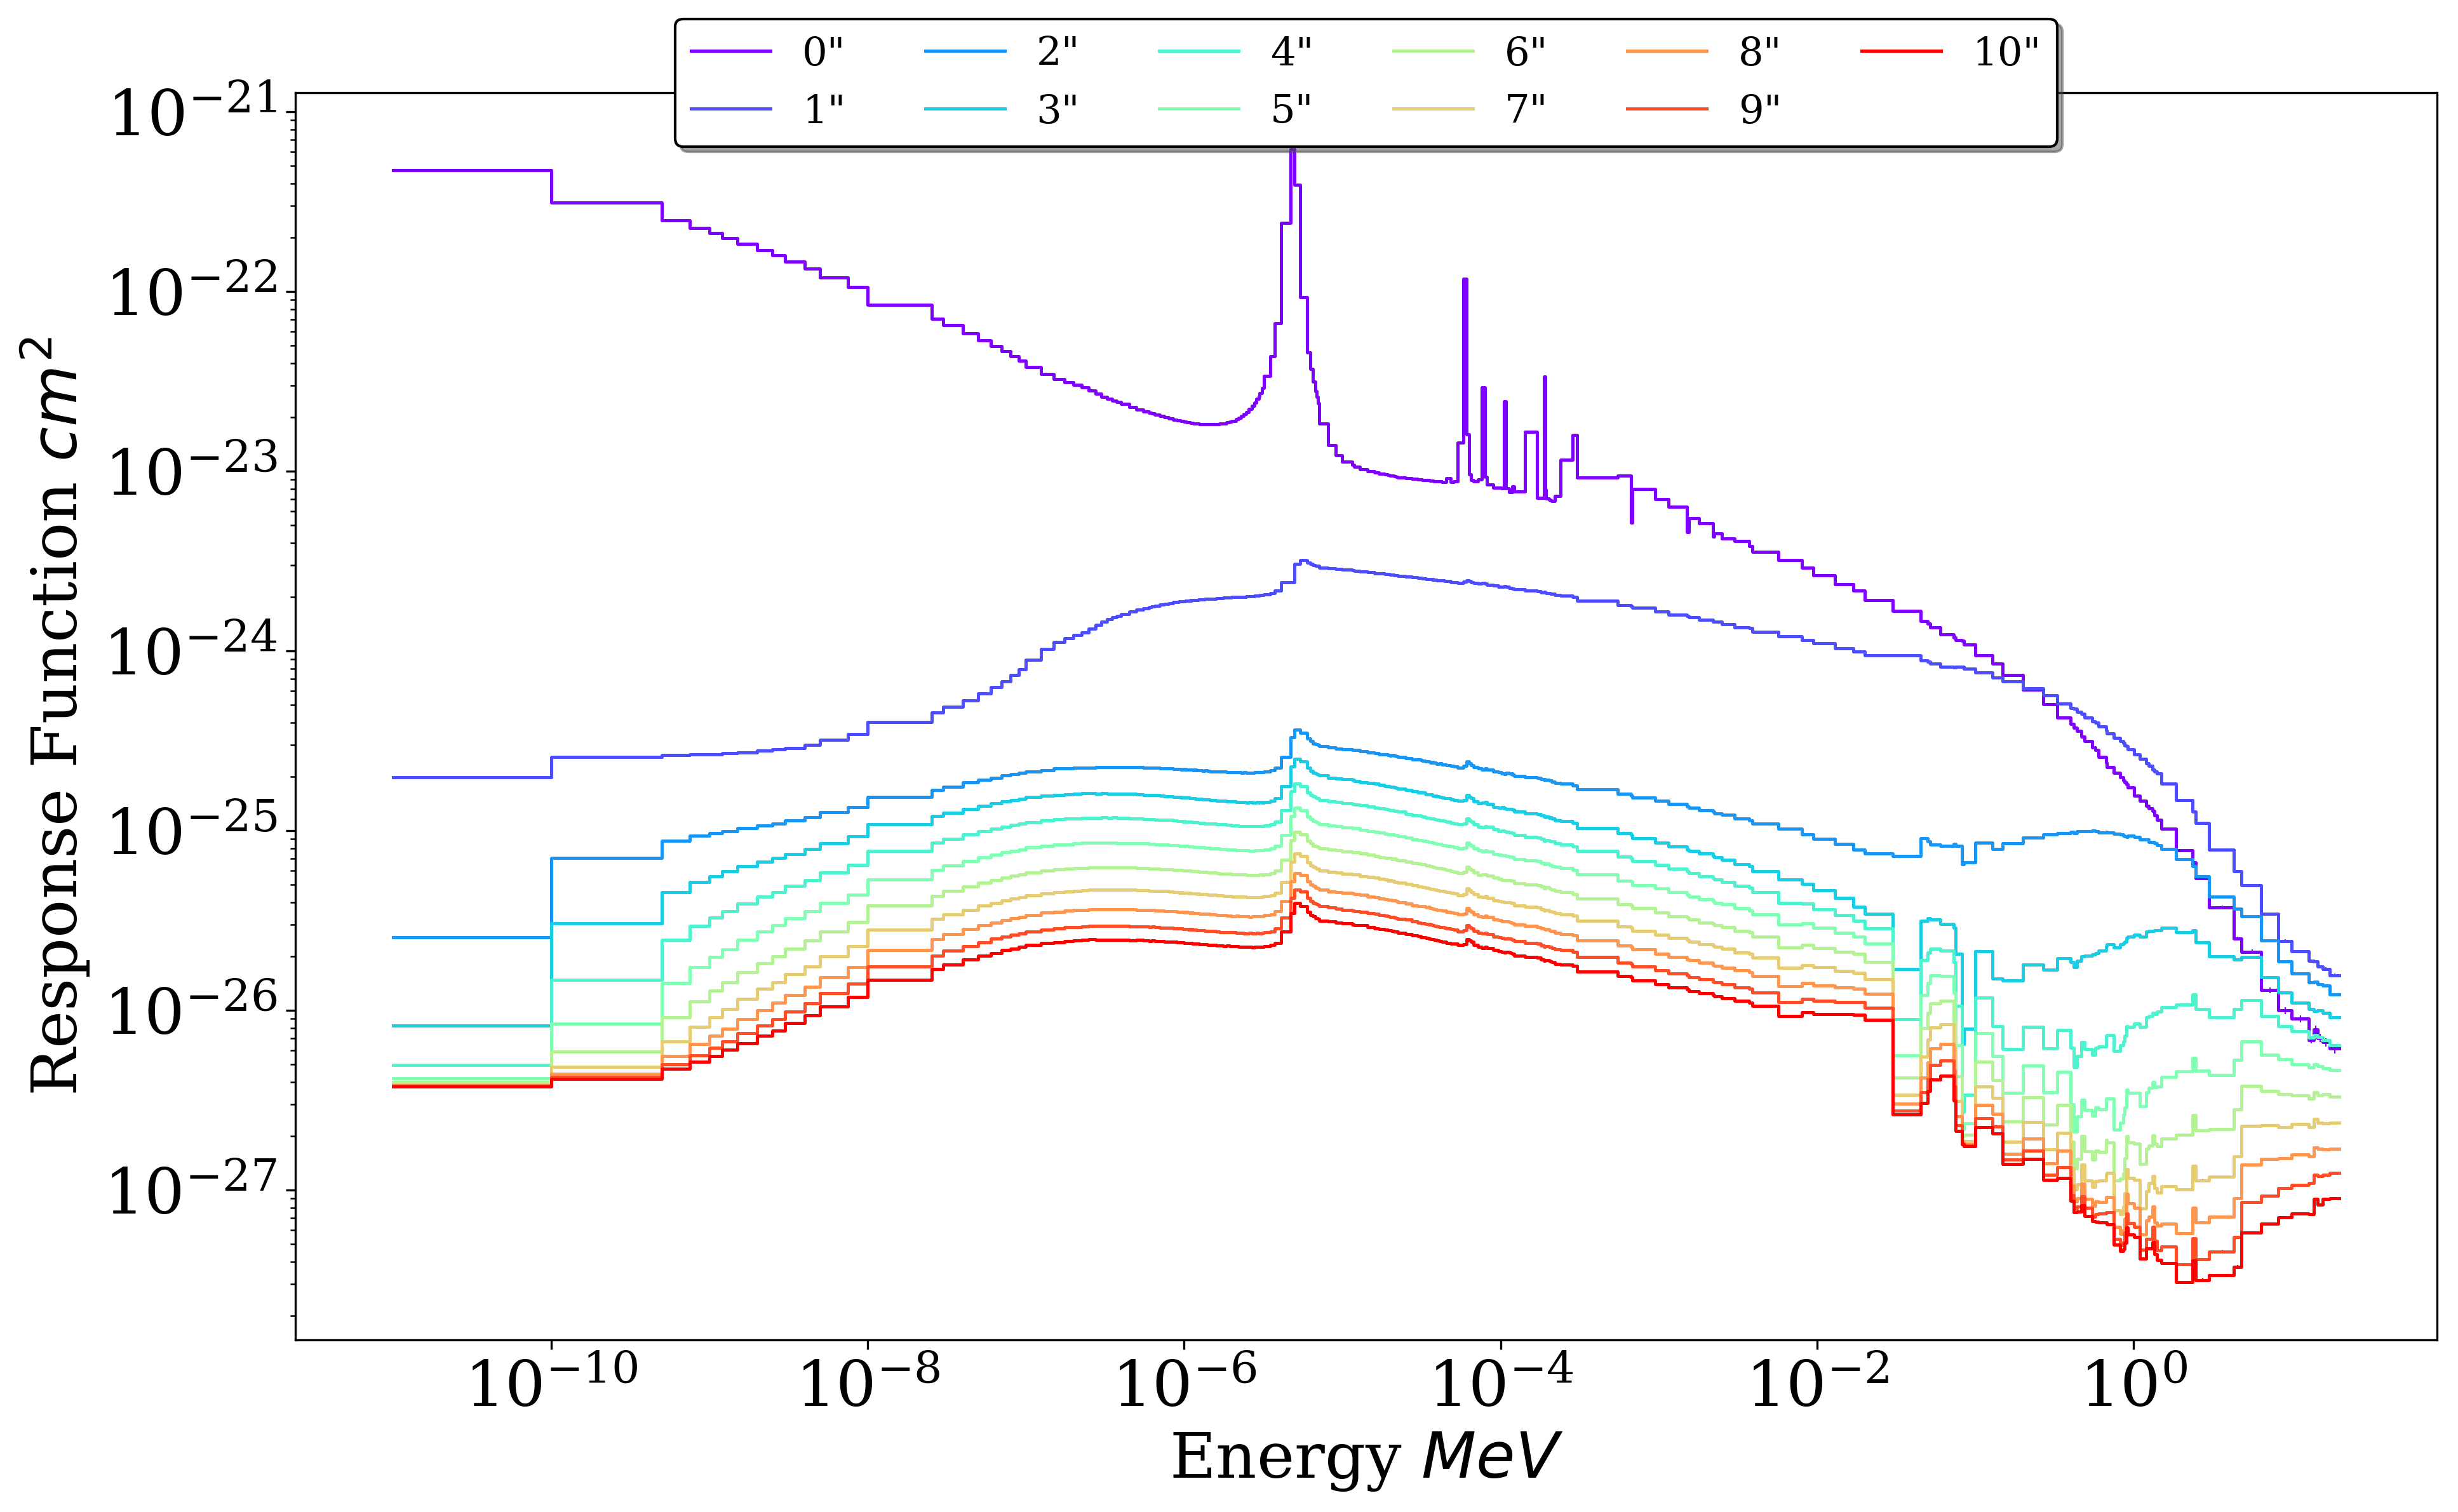 0" 2" 4" 6" 8" 10"
1" 3" 5" 7" 9"
10⁻²¹
10⁻²²
10⁻²³
10⁻²⁴
10⁻²⁵
10⁻²⁶
10⁻²⁷
Response Function cm²
10⁻¹⁰ 10⁻⁸ 10⁻⁶ 10⁻⁴ 10⁻² 10⁰
Energy MeV